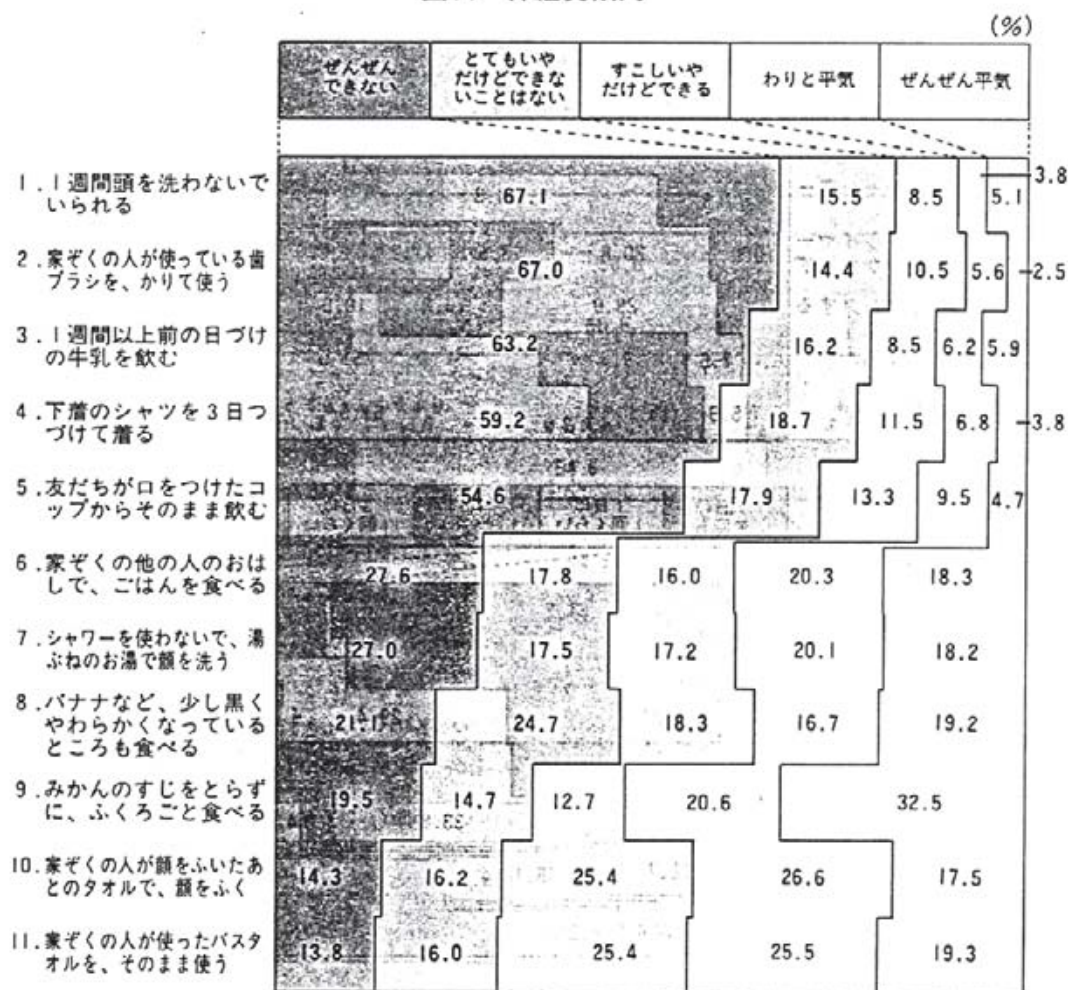 (%)
ぜんぜん
できない
とてもいや
だけどできな
いことはない
すこしいや
だけどできる
わりと平気
ぜんぜん平気
1.1週間頭を洗わないで
いられる
67.1 15.5 8.5 3.8 5.1
2.家ぞくの人が使っている歯
ブラシを、かりて使う
67.0 14.4 10.5 5.6 2.5
3.1週間以上前の日づけ
の牛乳を飲む
63.2 16.2 8.5 6.2 5.9
4.下着のシャツを3日つ
づけて着る
59.2 18.7 11.5 6.8 3.8
5.友だちが口をつけたコ
ップからそのまま飲む
54.6 17.9 13.3 9.5 4.7
6.家ぞくの他の人のおは
しで、ごはんを食べる
27.6 17.8 16.0 20.3 18.3
7.シャワーを使わないで、湯
ぶねのお湯で顔を洗う
27.0 17.5 17.2 20.1 18.2
8.バナナなど、少し黒く
やわらかくなっている
ところも食べる
21.1 24.7 18.3 16.7 19.2
9.みかんのすじをとらず
に、ふくろごと食べる
19.5 14.7 12.7 20.6 32.5
10.家ぞくの人が顔をふいたあ
とのタオルで、顔をふく
14.3 16.2 25.4 26.6 17.5
11.家ぞくの人が使ったバスタ
オルを、そのまま使う
13.8 16.0 25.4 25.5 19.3